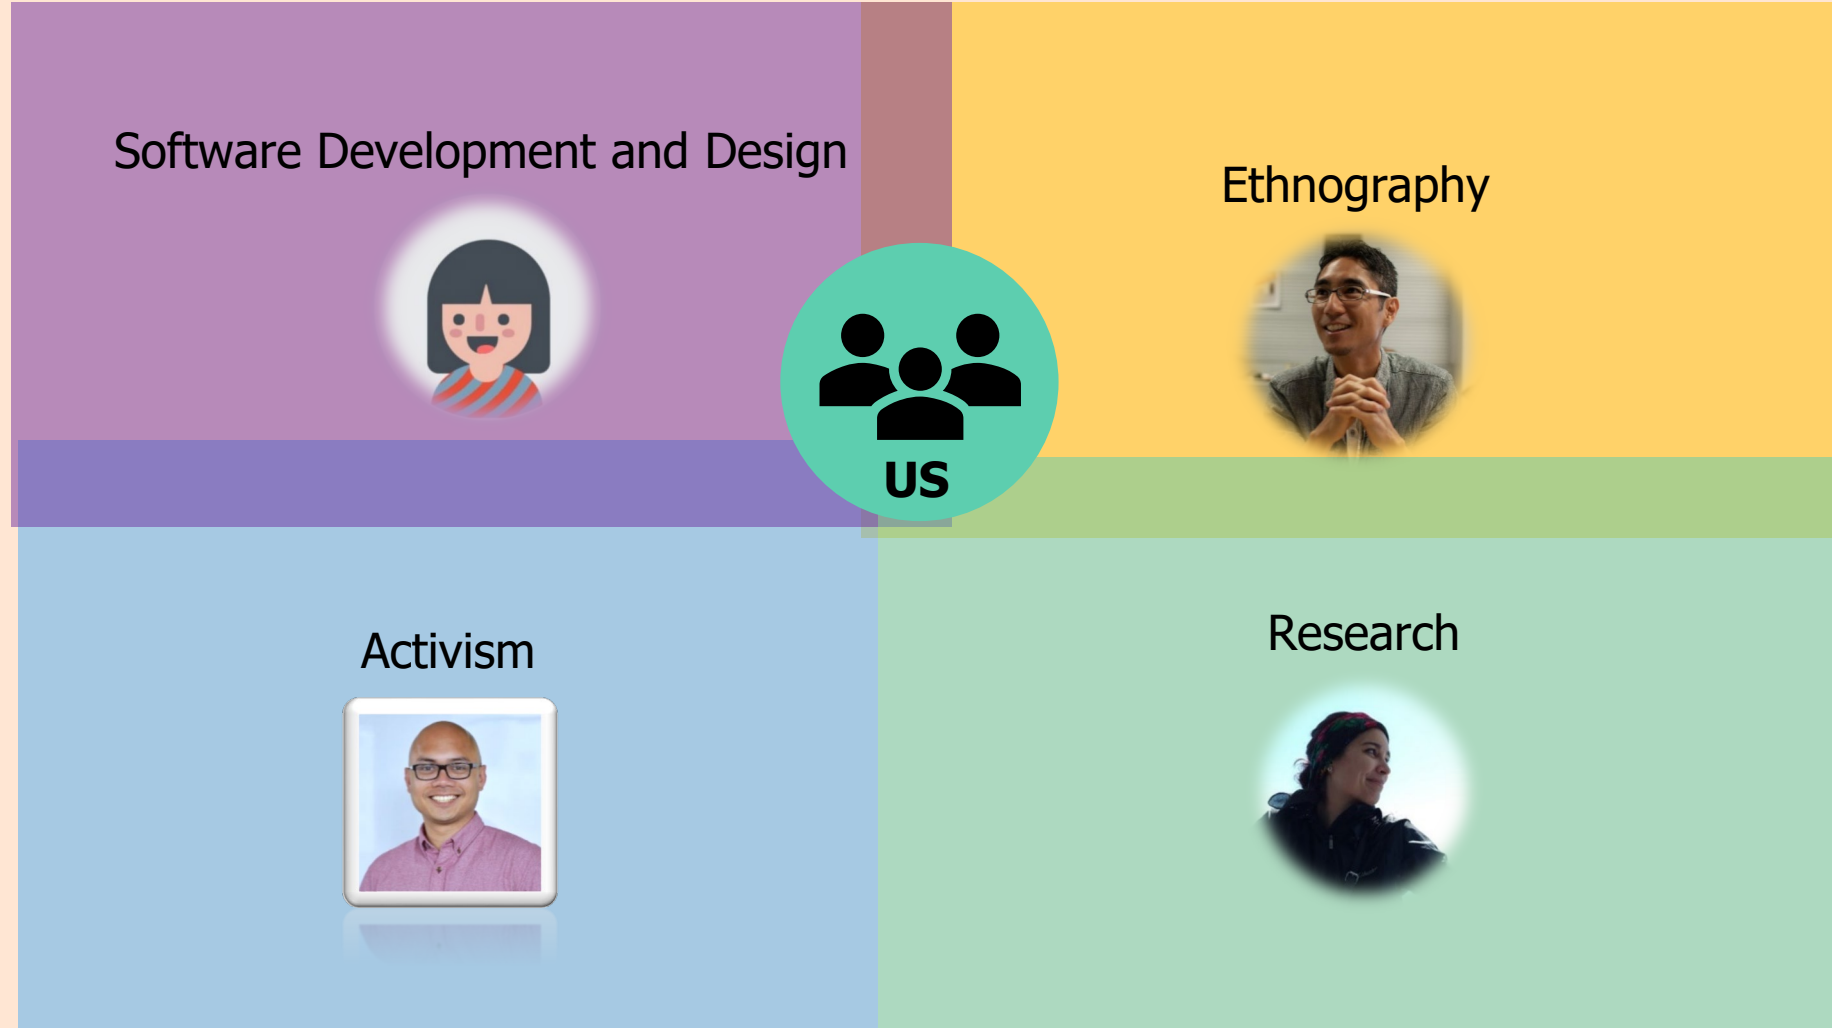 Software Development and Design
Ethnography
US
Activism
Research